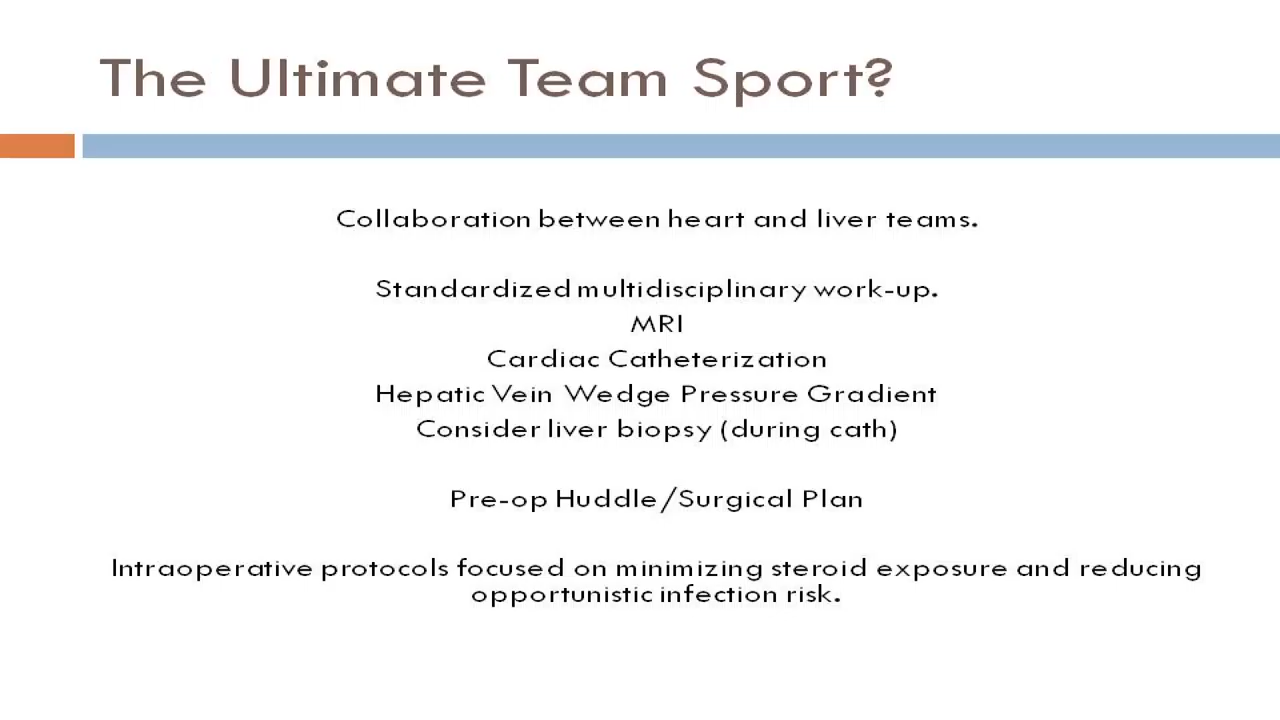 The Ultimate Team Sport?
Collaboration between heart and liver teams.
Standardized multidisciplinary work-up.
MRI
Cardiac Catheterization
Hepatic Vein Wedge Pressure Gradient
Consider liver biopsy (during cath)
Pre-op Huddle/Surgical Plan
Intraoperative protocols focused on minimizing steroid exposure and reducing
opportunistic infection risk.